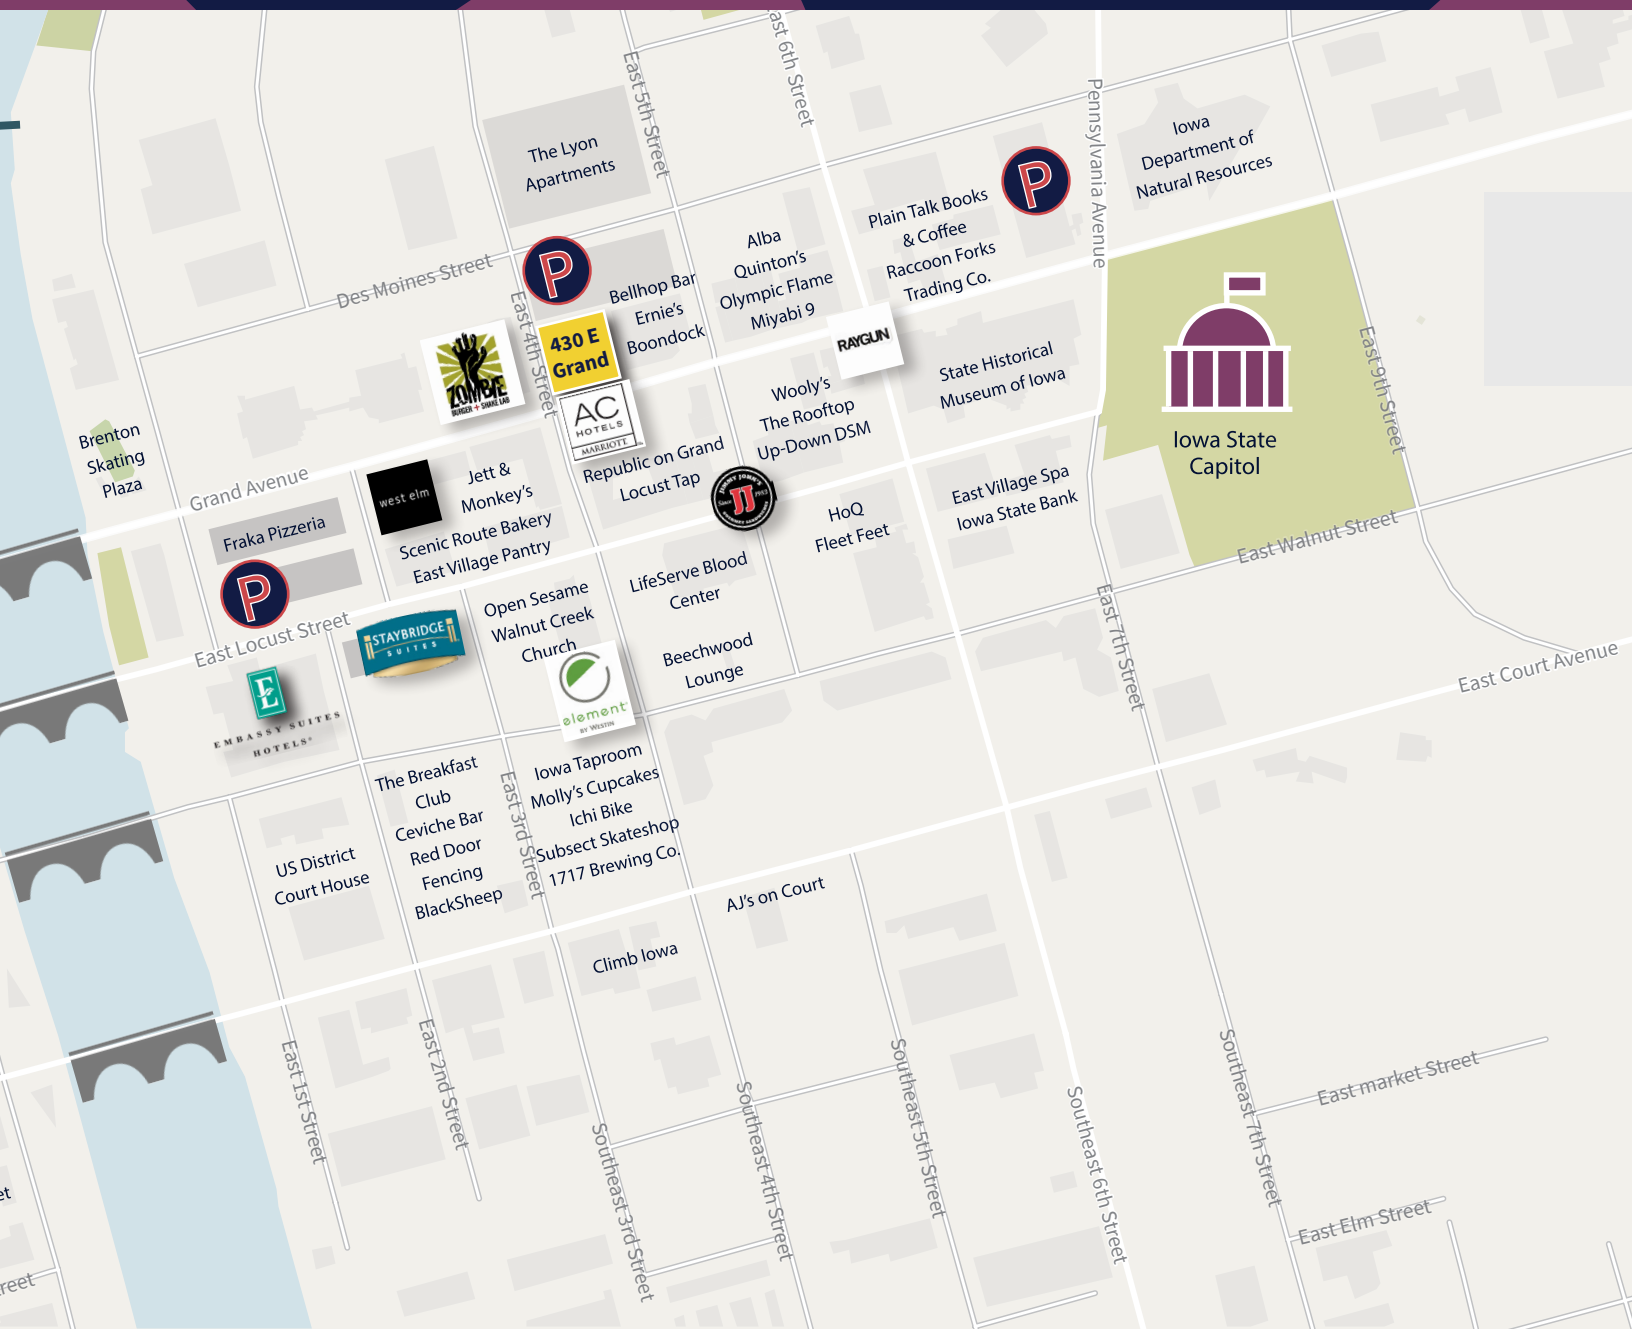 East 6th Street
East 5th Street
Pennsylvania Avenue
Iowa
Department of
Natural Resources
The Lyon
Apartments
P
Plain Talk Books
& Coffee
Raccoon Forks
Trading Co.
Alba
Quinton's
Olympic Flame
Miyabi 9
Des Moines Street
P
Bellhop Bar
Ernie's
Boondock
East 4th Street
430 E
Grand
ZOMBIE
BURGER + SHAKE LAB
RAYGUN
State Historical
Museum of Iowa
East 9th Street
Iowa State
Capitol
AC
HOTELS
MARRIOTT
Wooly's
The Rooftop
Up-Down DSM
Brenton
Skating
Plaza
Grand Avenue
west elm
Jett &
Monkey's
Scenic Route Bakery
East Village Pantry
Republic on Grand
Locust Tap
JIMMY JOHN'S
Since JJ 1983
GOURMET SANDWICHES
HoQ
Fleet Feet
East Village Spa
Iowa State Bank
East Walnut Street
Fraka Pizzeria
P
East Locust Street
STAYBRIDGE
SUITES
Open Sesame
Walnut Creek
Church
LifeServe Blood
Center
Beechwood
Lounge
East 7th Street
East Court Avenue
E
EMBASSY SUITES
HOTELS®
element
BY WESTIN
The Breakfast
Club
Ceviche Bar
Red Door
Fencing
BlackSheep
East 3rd Street
Iowa Taproom
Molly's Cupcakes
Ichi Bike
Subsect Skateshop
1717 Brewing Co.
US District
Court House
AJ's on Court
Climb Iowa
East 1st Street
East 2nd Street
Southeast 3rd Street
Southeast 4th Street
Southeast 5th Street
Southeast 6th Street
Southeast 7th Street
East market Street
East Elm Street
et
reet